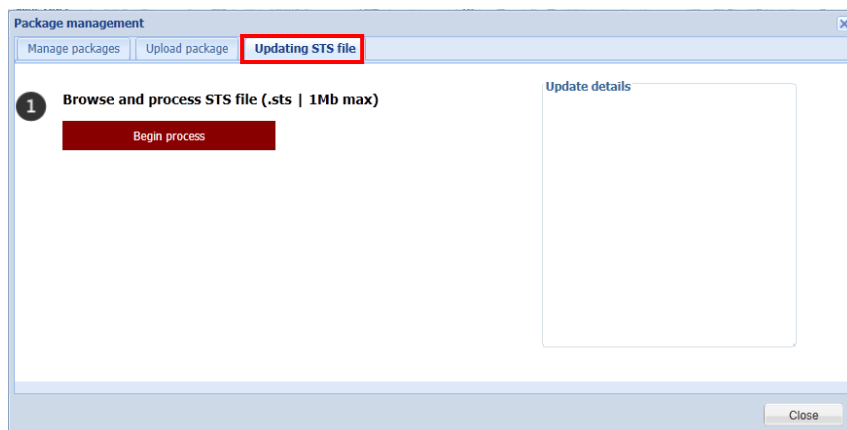 Package management
Manage packages Upload package Updating STS file
1 Browse and process STS file (.sts | 1Mb max)
Begin process
Update details
Close